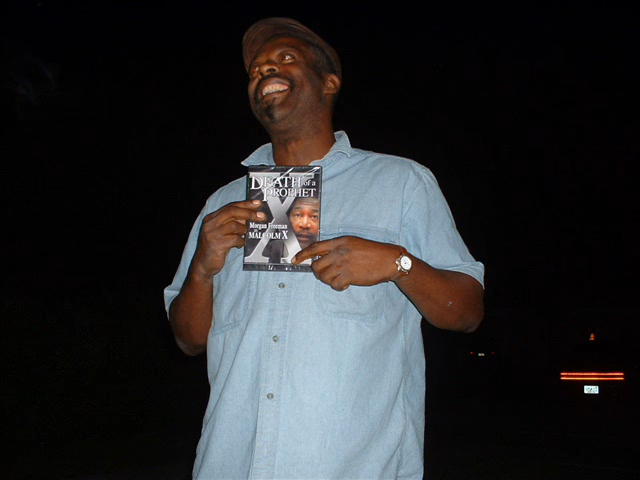 DEATH of a
PROPHET
Morgan Freeman
MALCOLM X
X